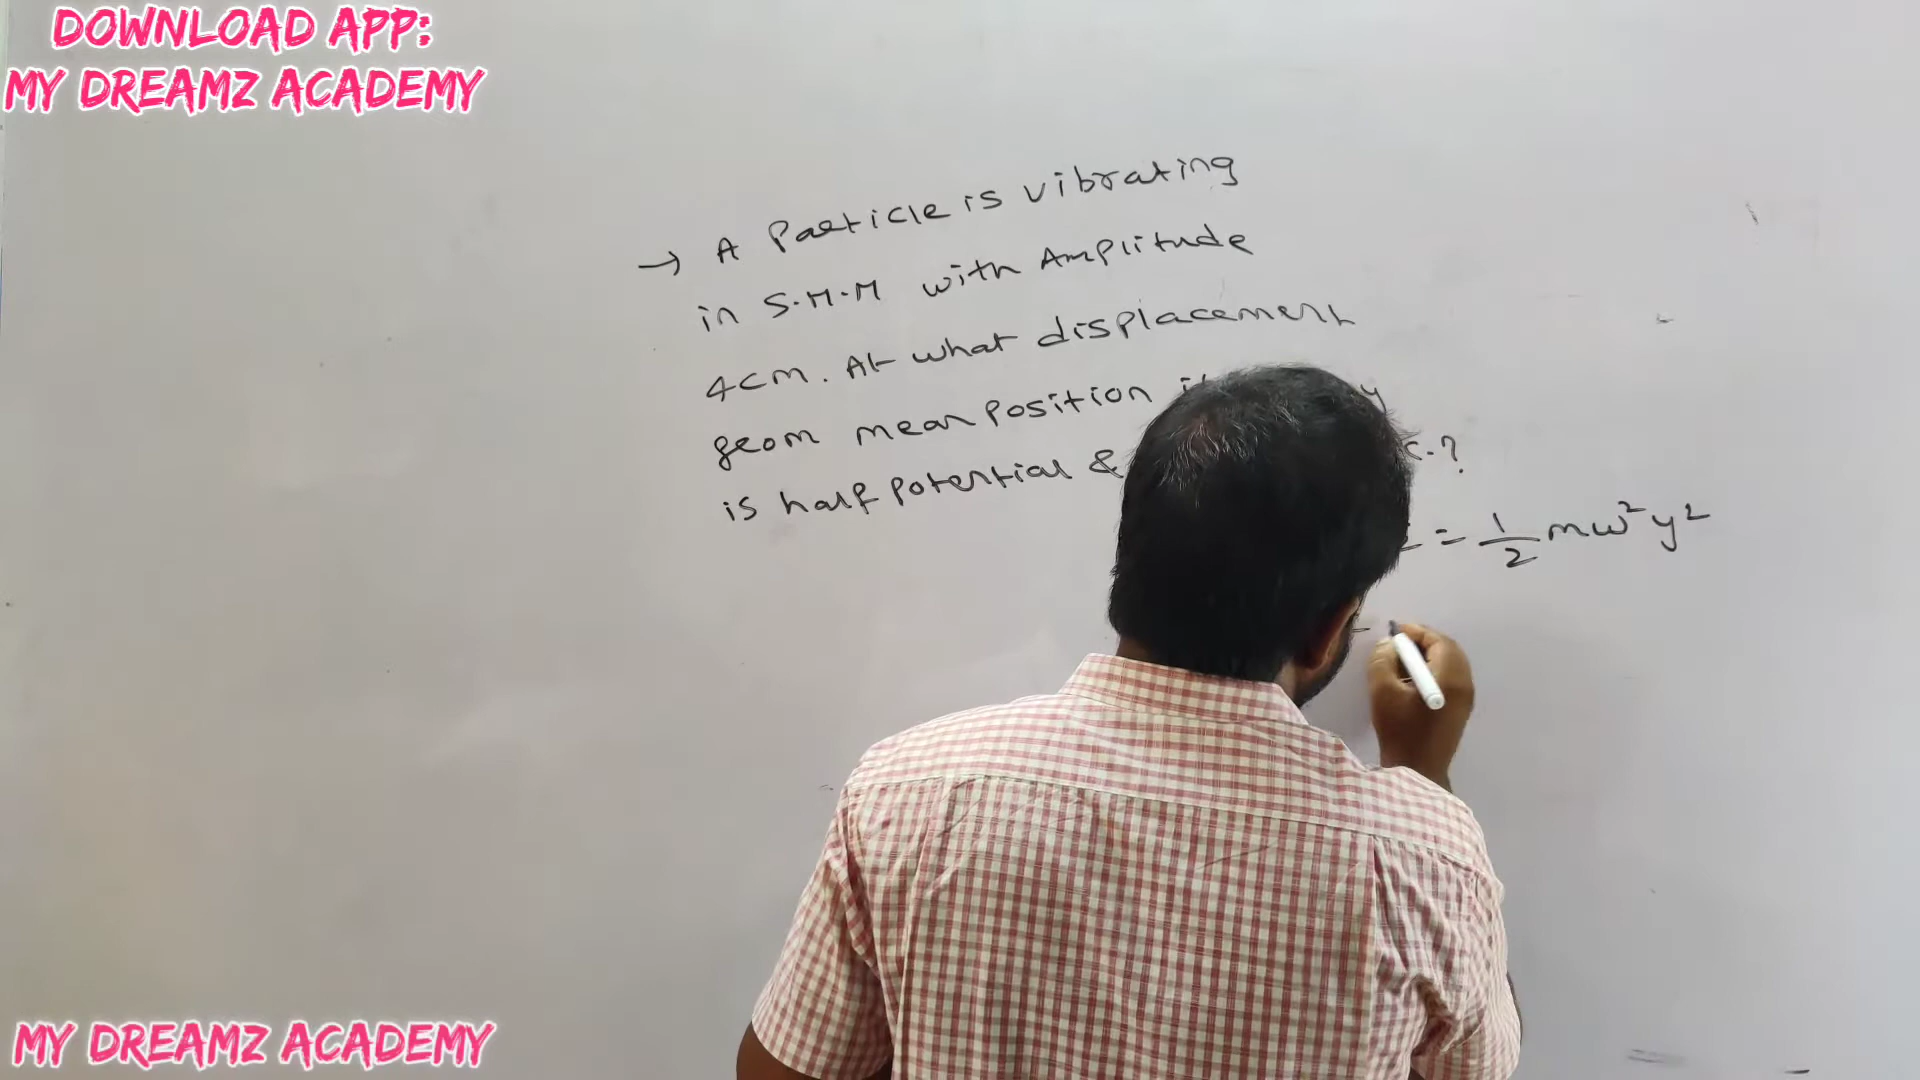 DOWNLOAD APP:
MY DREAMZ ACADEMY
→ A Particle is vibrating
in S.H.M with Amplitude
4cm. At what displacement
from mean position
is half potential &
= 1/2 mω²y²
MY DREAMZ ACADEMY